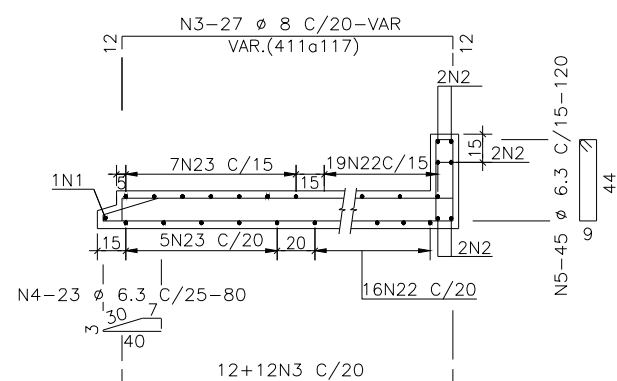 N3-27 ø 8 C/20-VAR
VAR.(411a117)
12
12
2N2
N5-45 ø 6.3 C/15-120
15
2N2
44
9
7N23 C/15
15
19N22C/15
5
1N1
15
5N23 C/20
20
2N2
16N22 C/20
N4-23 ø 6.3 C/25-80
3
30
7
40
12+12N3 C/20